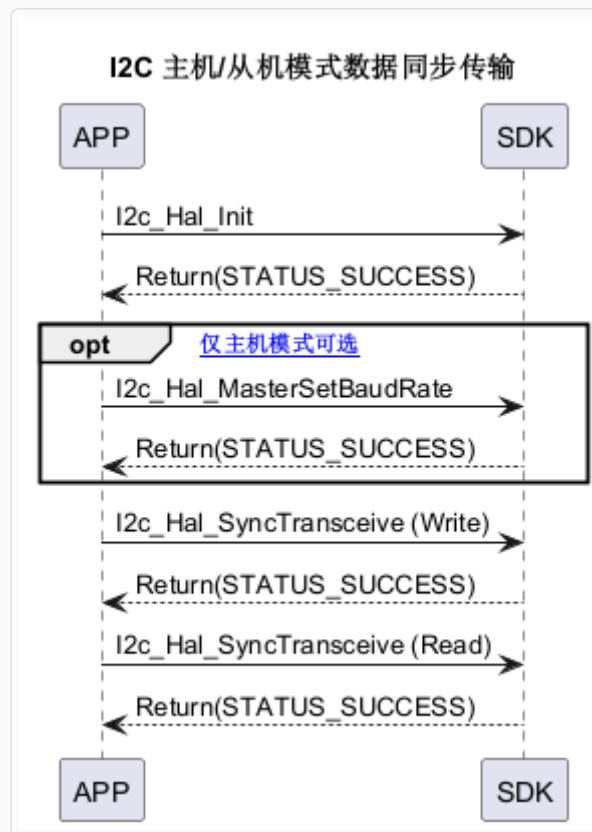 I2C 主机/从机模式数据同步传输
APP SDK
I2c_Hal_Init
Return(STATUS_SUCCESS)
opt 仅主机模式可选
I2c_Hal_MasterSetBaudRate
Return(STATUS_SUCCESS)
I2c_Hal_SyncTransceive (Write)
Return(STATUS_SUCCESS)
I2c_Hal_SyncTransceive (Read)
Return(STATUS_SUCCESS)
APP SDK